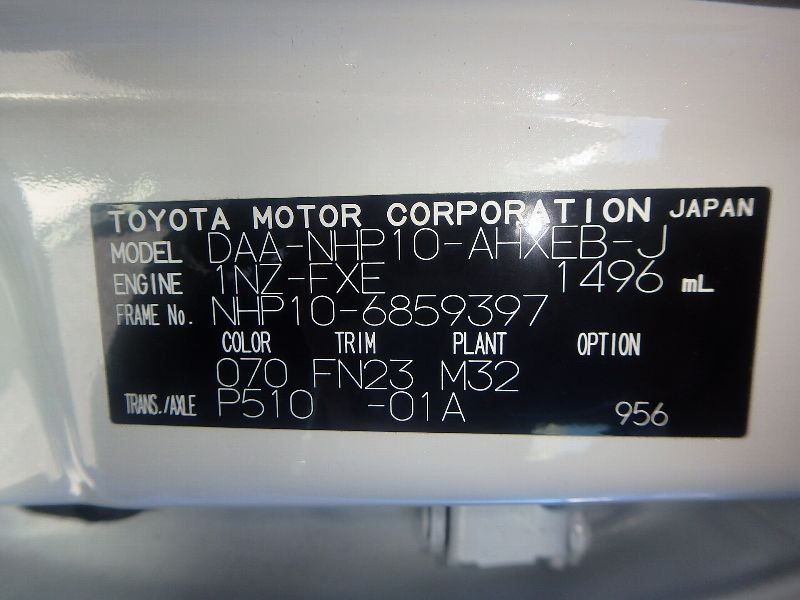 TOYOTA MOTOR CORPORATION JAPAN
MODEL DAA-NHP10-AHXEB-J
ENGINE 1NZ-FXE 1496 mL
FRAME No. NHP10-6859397
COLOR TRIM PLANT OPTION
070 FN23 M32
TRANS./AXLE P510 -01A 956